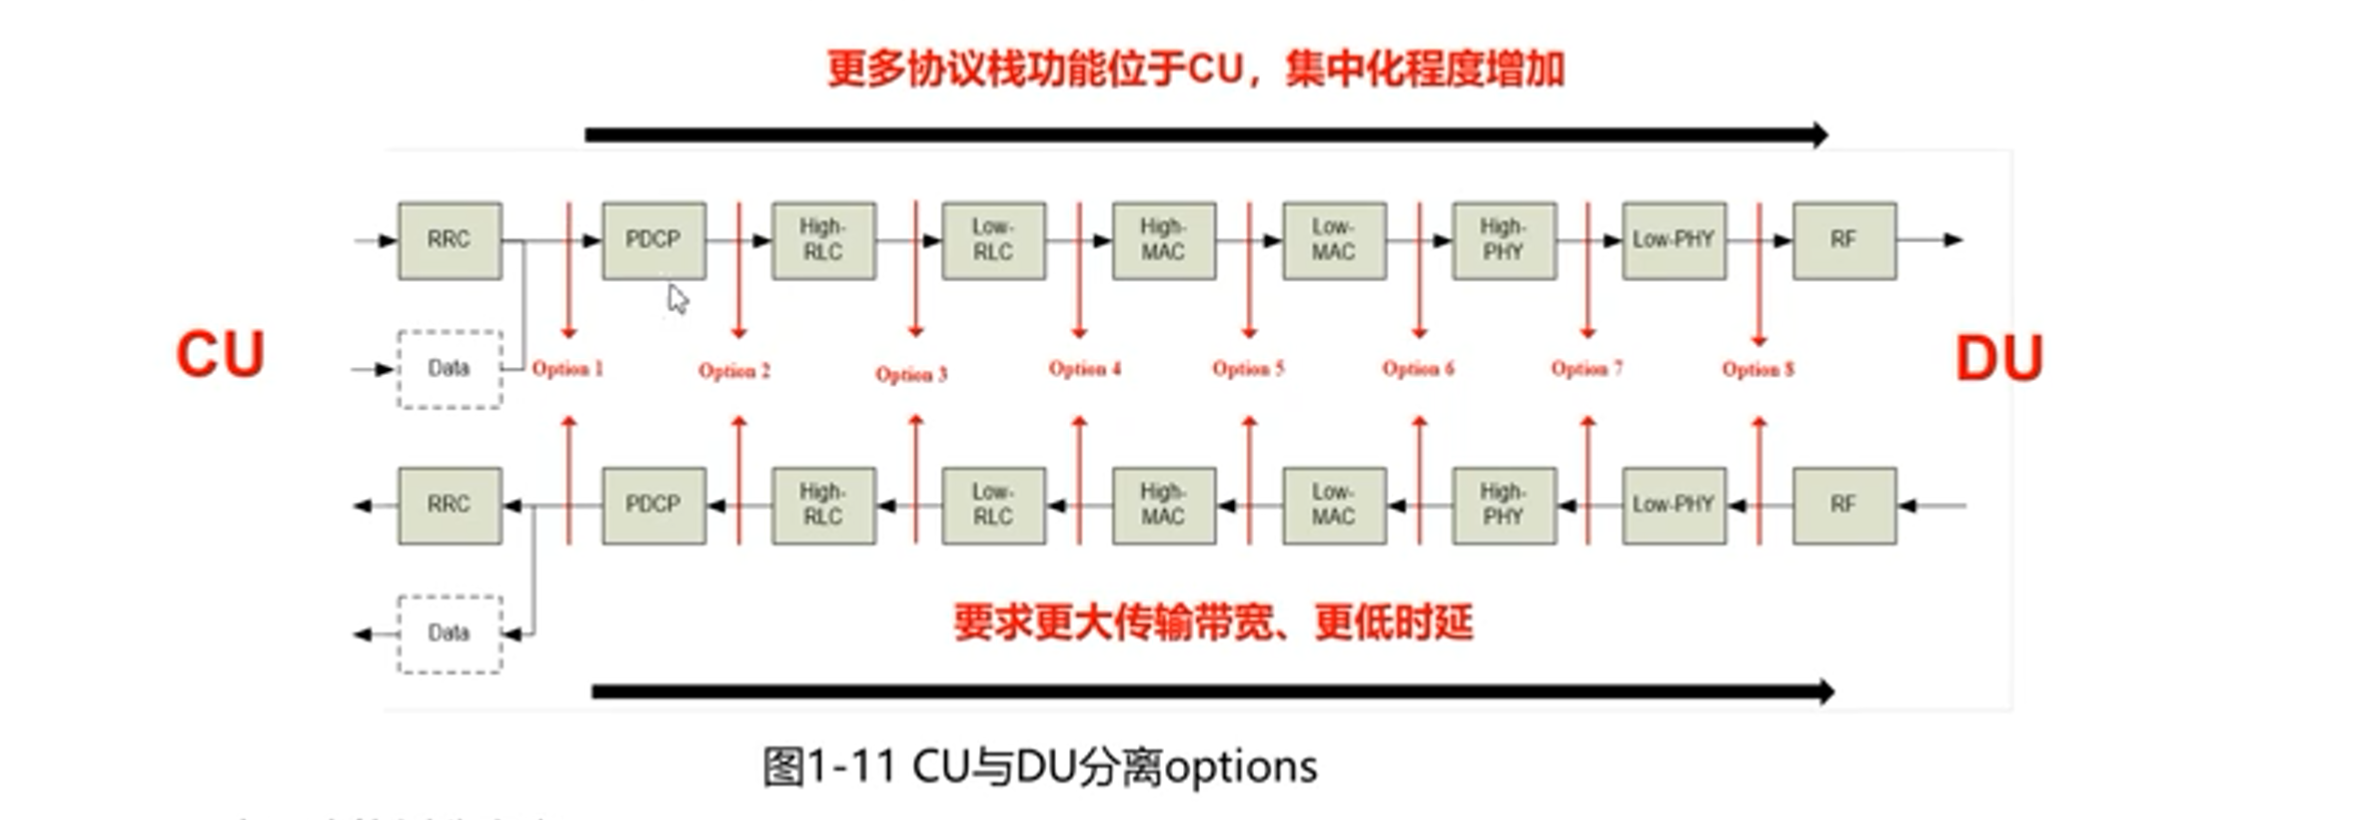 更多协议栈功能位于CU，集中化程度增加
RRC
PDCP
High-
RLC
Low-
RLC
High-
MAC
Low-
MAC
High-
PHY
Low-PHY
RF
CU
Data
Option 1
Option 2
Option 3
Option 4
Option 5
Option 6
Option 7
Option 8
DU
RRC
PDCP
High-
RLC
Low-
RLC
High-
MAC
Low-
MAC
High-
PHY
Low-PHY
RF
Data
要求更大传输带宽、更低时延
图1-11 CU与DU分离options